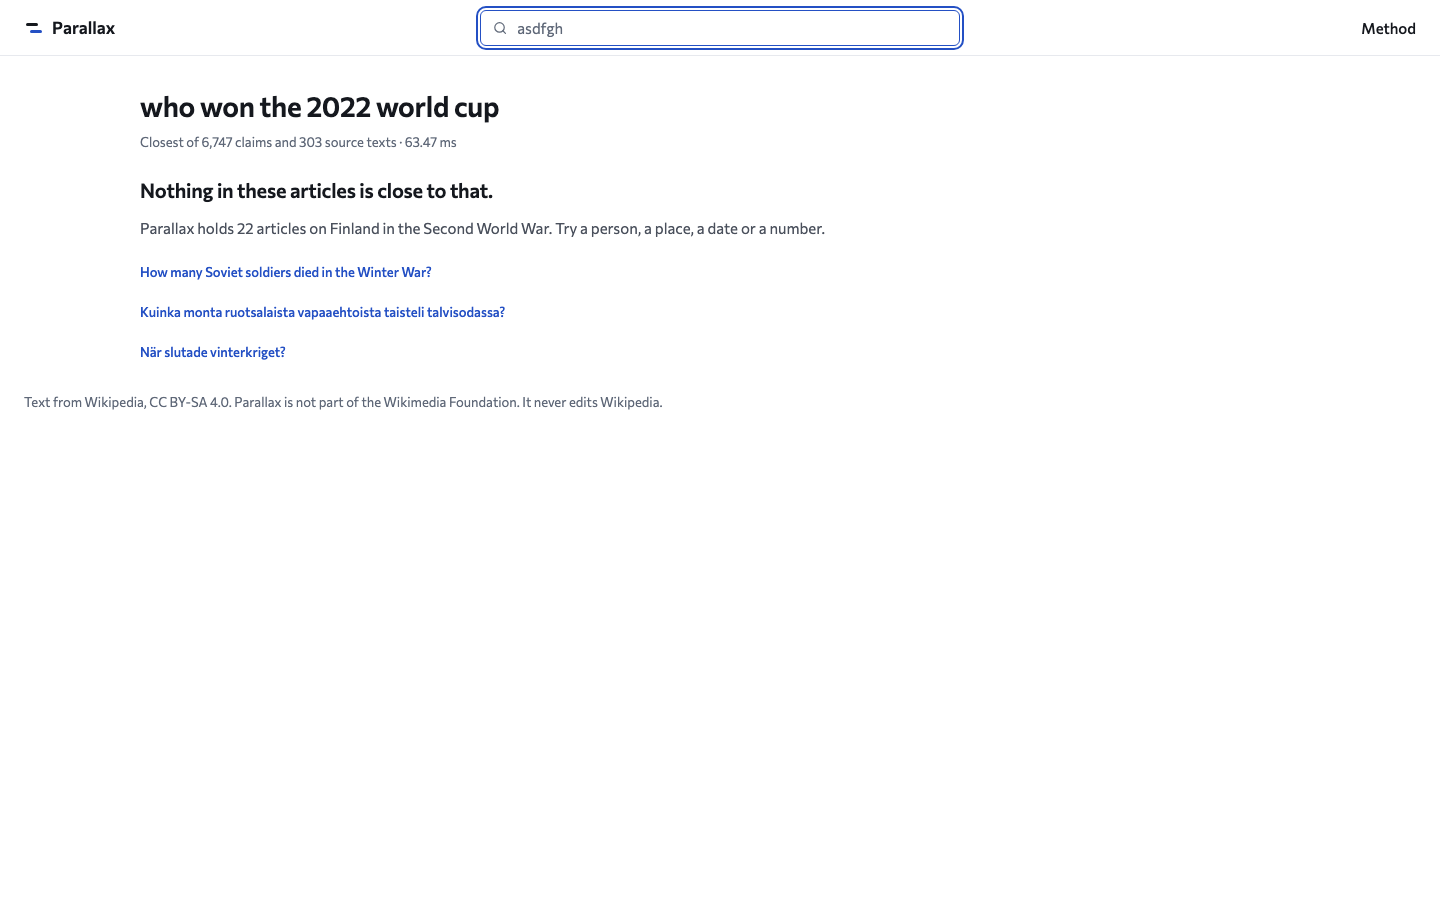 Parallax
asdfgh
Method
who won the 2022 world cup
Closest of 6,747 claims and 303 source texts · 63.47 ms
Nothing in these articles is close to that.
Parallax holds 22 articles on Finland in the Second World War. Try a person, a place, a date or a number.
How many Soviet soldiers died in the Winter War?
Kuinka monta ruotsalaista vapaaehtoista taisteli talvisodassa?
När slutade vinterkriget?
Text from Wikipedia, CC BY-SA 4.0. Parallax is not part of the Wikimedia Foundation. It never edits Wikipedia.